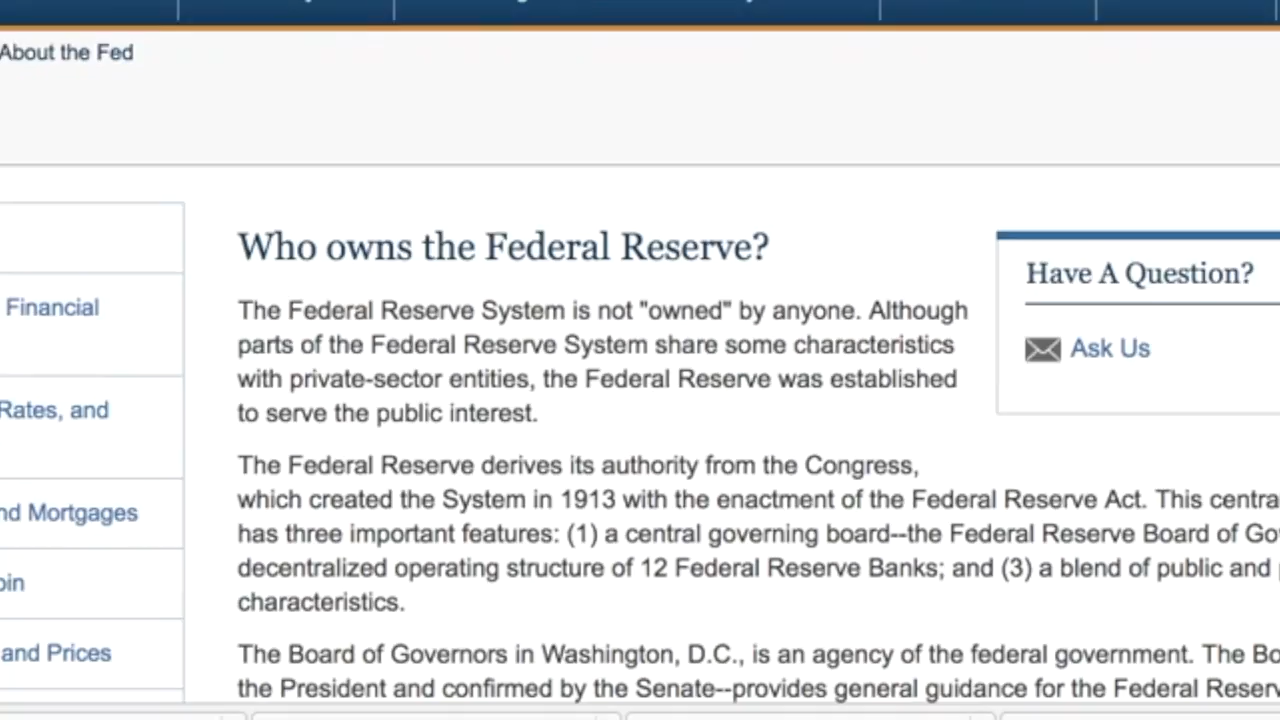 About the Fed
Financial
Rates, and
Mortgages
and Prices
Who owns the Federal Reserve?
The Federal Reserve System is not "owned" by anyone. Although
parts of the Federal Reserve System share some characteristics
with private-sector entities, the Federal Reserve was established
to serve the public interest.
The Federal Reserve derives its authority from the Congress,
which created the System in 1913 with the enactment of the Federal Reserve Act. This
has three important features: (1) a central governing board--the Federal Reserve Board of
decentralized operating structure of 12 Federal Reserve Banks; and (3) a blend of public and
characteristics.
The Board of Governors in Washington, D.C., is an agency of the federal government. The
the President and confirmed by the Senate--provides general guidance for the Federal
Have A Question?
Ask Us